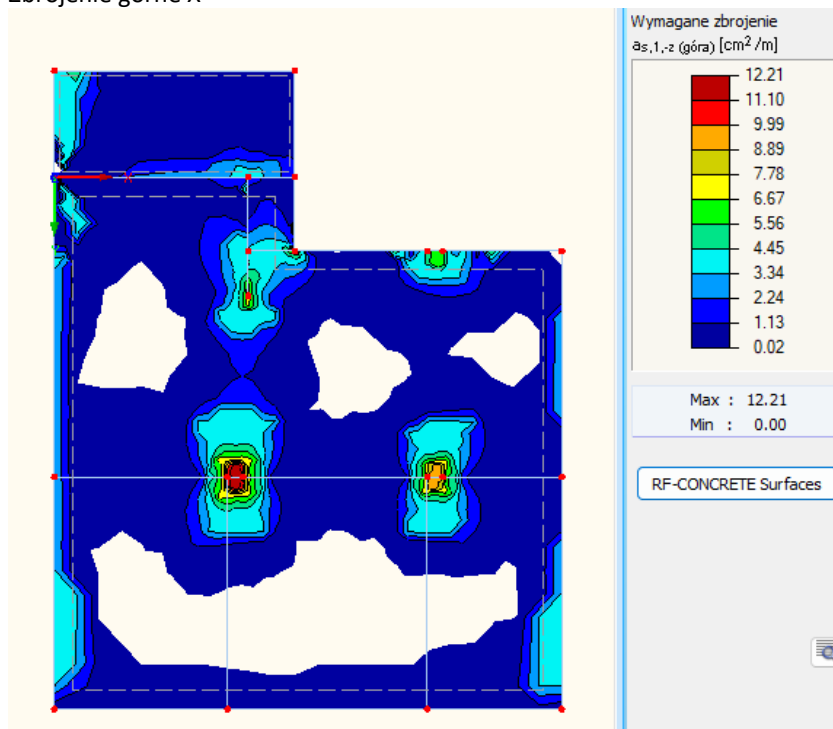 Zbrojenie górne X
Wymagane zbrojenie
as,1,-z (góra) [cm²/m]
12.21
11.10
9.99
8.89
7.78
6.67
5.56
4.45
3.34
2.24
1.13
0.02
Max : 12.21
Min : 0.00
RF-CONCRETE Surfaces
x